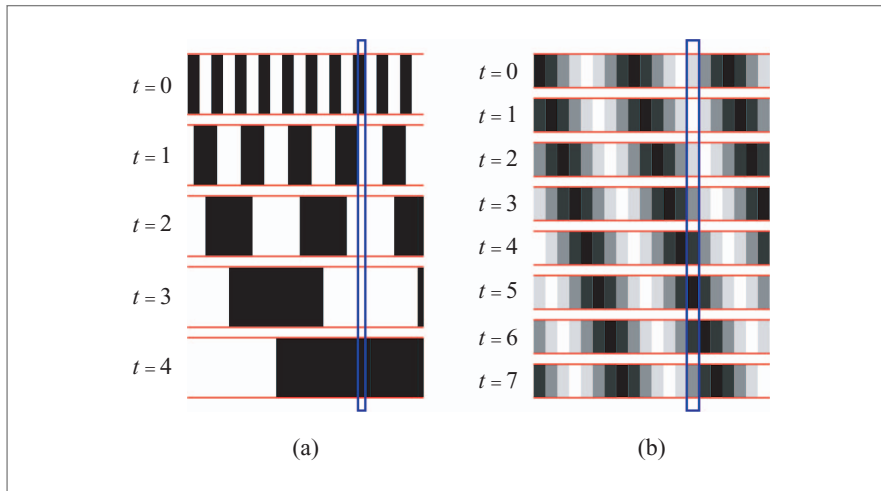 t = 0
t = 1
t = 2
t = 3
t = 4
(a)
t = 0
t = 1
t = 2
t = 3
t = 4
t = 5
t = 6
t = 7
(b)